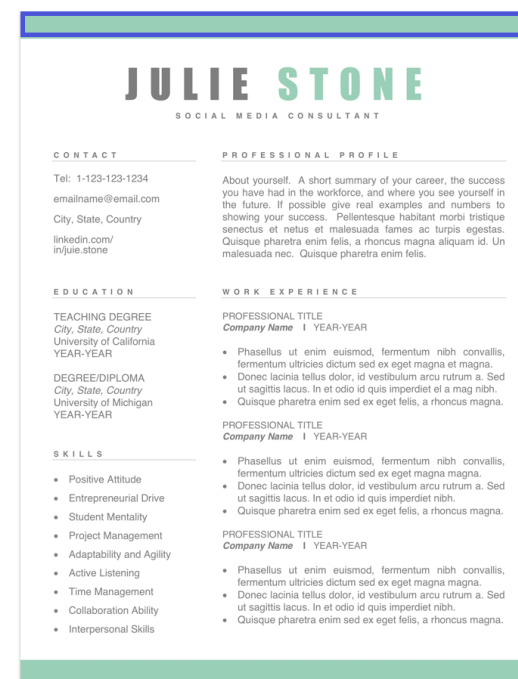 JULIE STONE
SOCIAL MEDIA CONSULTANT
CONTACT
Tel: 1-123-123-1234
emailname@email.com
City, State, Country
linkedin.com/
in/juie.stone
EDUCATION
TEACHING DEGREE
City, State, Country
University of California
YEAR-YEAR
DEGREE/DIPLOMA
City, State, Country
University of Michigan
YEAR-YEAR
SKILLS
• Positive Attitude
• Entrepreneurial Drive
• Student Mentality
• Project Management
• Adaptability and Agility
• Active Listening
• Time Management
• Collaboration Ability
• Interpersonal Skills
PROFESSIONAL PROFILE
About yourself. A short summary of your career, the success
you have had in the workforce, and where you see yourself in
the future. If possible give real examples and numbers to
showing your success. Pellentesque habitant morbi tristique
senectus et netus et malesuada fames ac turpis egestas.
Quisque pharetra enim felis, a rhoncus magna aliquam id. Un
malesuada nec. Quisque pharetra enim felis.
WORK EXPERIENCE
PROFESSIONAL TITLE
Company Name I YEAR-YEAR
• Phasellus ut enim euismod, fermentum nibh convallis,
fermentum ultricies dictum sed ex eget magna et magna.
• Donec lacinia tellus dolor, id vestibulum arcu rutrum a. Sed
ut sagittis lacus. In et odio id quis imperdiet el a mag nibh.
• Quisque pharetra enim sed ex eget felis, a rhoncus magna.
PROFESSIONAL TITLE
Company Name I YEAR-YEAR
• Phasellus ut enim euismod, fermentum nibh convallis,
fermentum ultricies dictum sed ex eget magna magna.
• Donec lacinia tellus dolor, id vestibulum arcu rutrum a. Sed
ut sagittis lacus. In et odio id quis imperdiet nibh.
• Quisque pharetra enim sed ex eget felis, a rhoncus magna.
PROFESSIONAL TITLE
Company Name I YEAR-YEAR
• Phasellus ut enim euismod, fermentum nibh convallis,
fermentum ultricies dictum sed ex eget magna magna.
• Donec lacinia tellus dolor, id vestibulum arcu rutrum a. Sed
ut sagittis lacus. In et odio id quis imperdiet nibh.
• Quisque pharetra enim sed ex eget felis, a rhoncus magna.